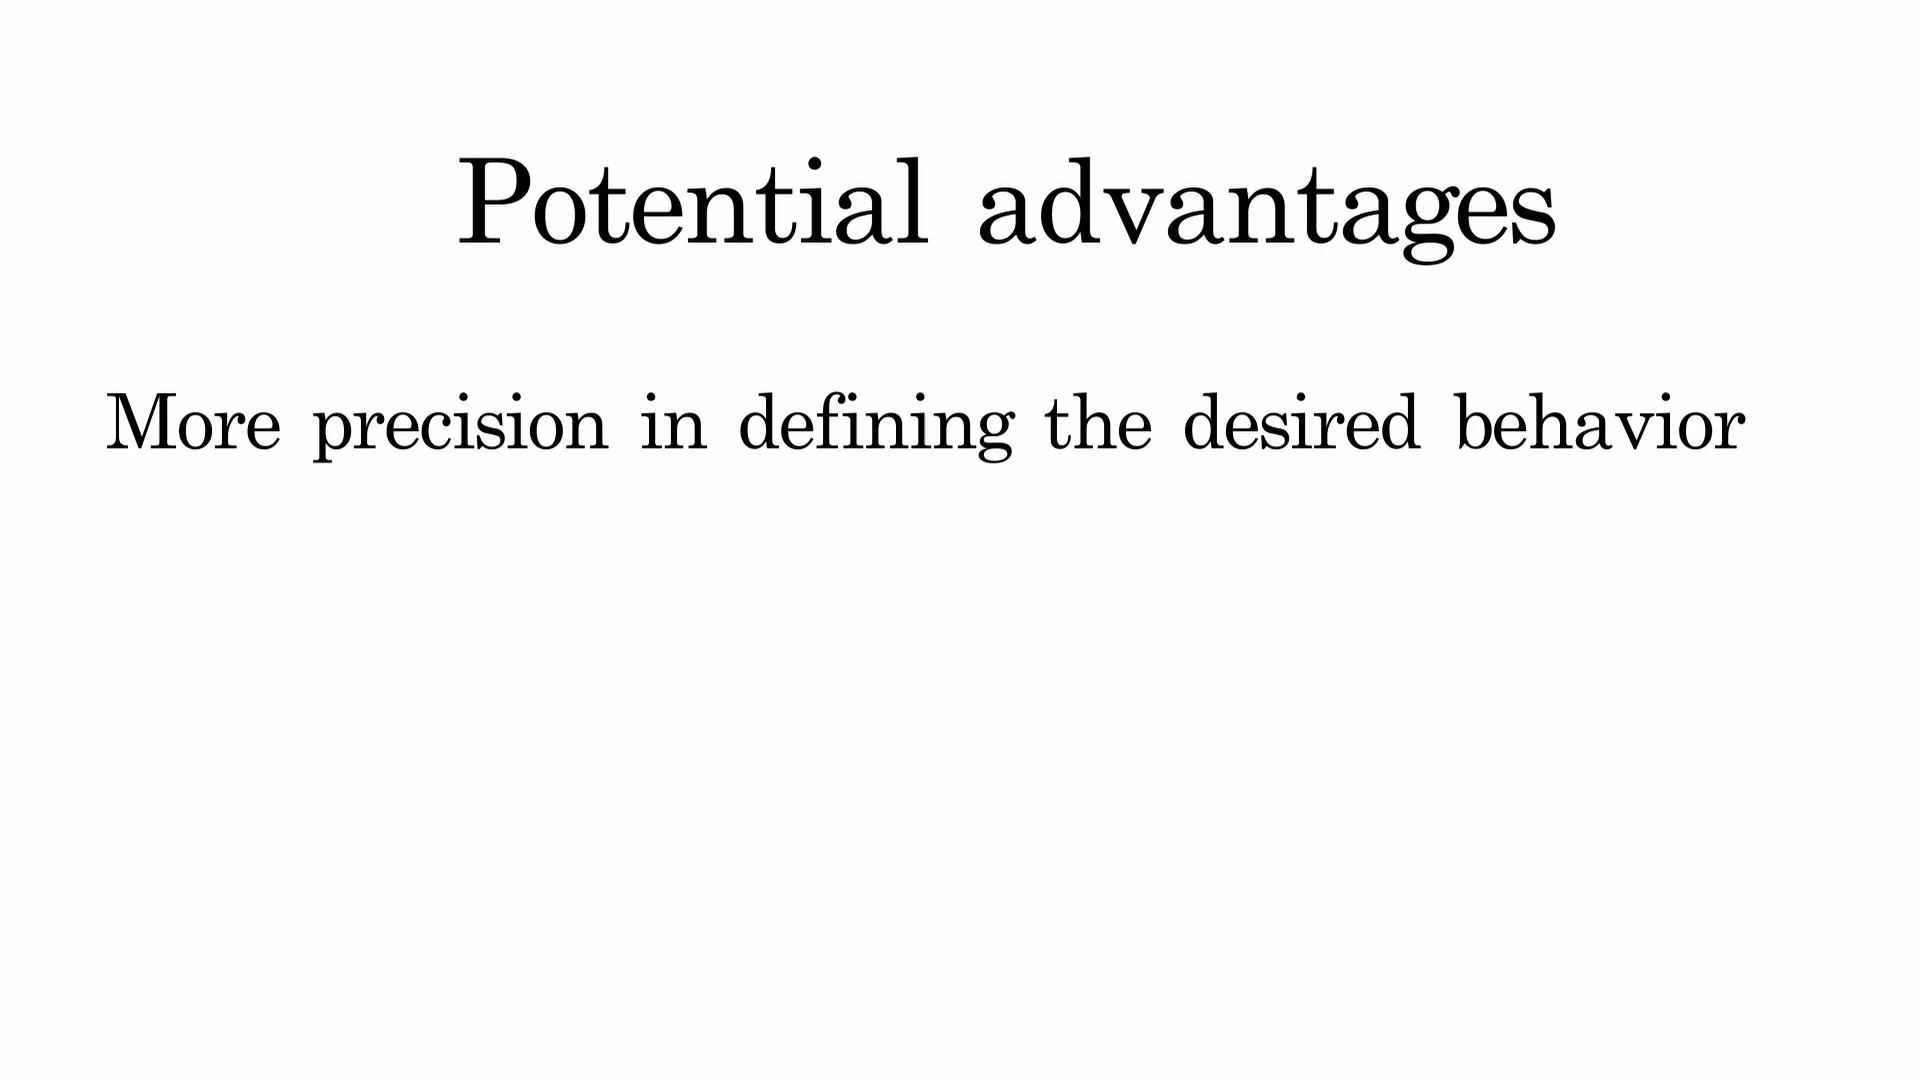 Potential advantages
More precision in defining the desired behavior